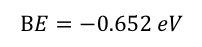 BE = −0.652 eV